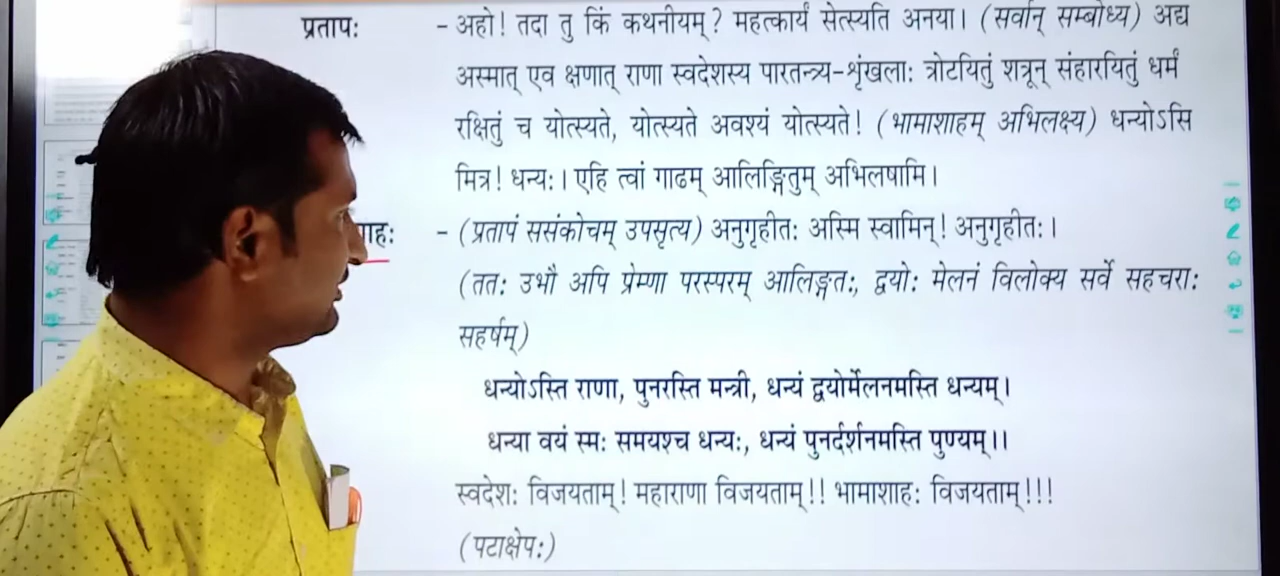 प्रतापः - अहो! तदा तु किं कथनीयम्? महत्कार्यं सेत्स्यति अनया। (सर्वान् सम्बोध्य) अद्य
अस्मात् एव क्षणात् राणा स्वदेशस्य पारतन्त्र्य-शृंखलाः त्रोटयितुं शत्रून् संहारयितुं धर्मं
रक्षितुं च योत्स्यते, योत्स्यते अवश्यं योत्स्यते! (भामाशाहम् अभिलक्ष्य) धन्योऽसि
मित्र! धन्यः। एहि त्वां गाढम् आलिङ्गितुम् अभिलषामि।
ाहः - (प्रतापं ससंकोचम् उपसृत्य) अनुगृहीतः अस्मि स्वामिन्! अनुगृहीतः।
(ततः उभौ अपि प्रेम्णा परस्परम् आलिङ्गतः, द्वयोः मेलनं विलोक्य सर्वे सहचराः
सहर्षम्)
धन्योऽस्ति राणा, पुनरस्ति मन्त्री, धन्यं द्वयोर्मेलनमस्ति धन्यम्।
धन्या वयं स्मः समयश्च धन्यः, धन्यं पुनर्दर्शनमस्ति पुण्यम्।।
स्वदेशः विजयताम्! महाराणा विजयताम्!! भामाशाहः विजयताम्!!!
(पटाक्षेपः)